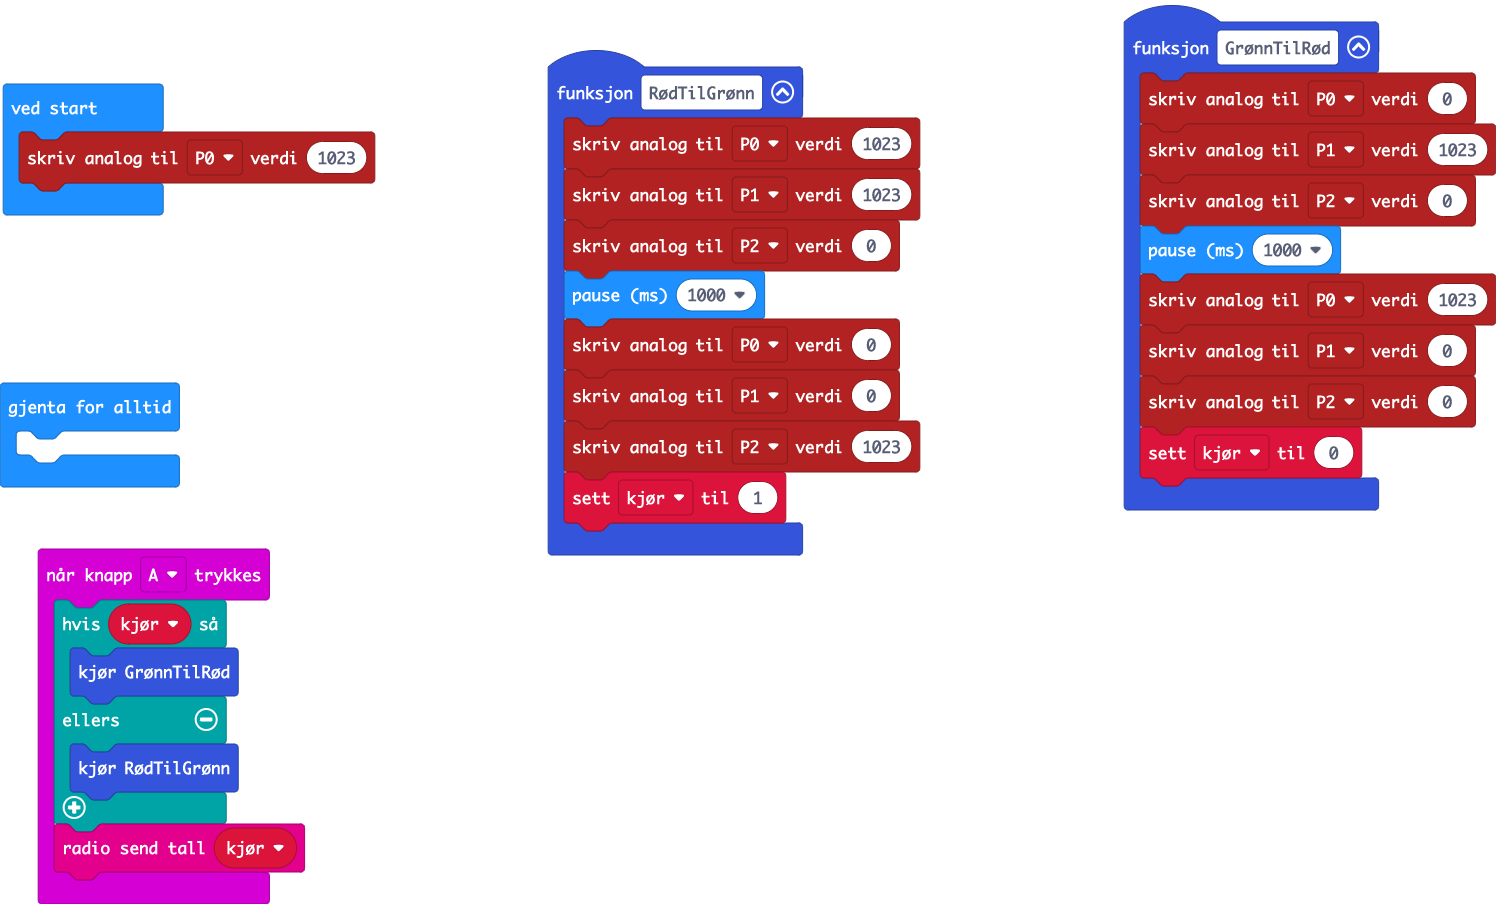 ved start
skriv analog til P0 verdi 1023
gjenta for alltid
når knapp A trykkes
hvis kjør så
kjør GrønnTilRød
ellers
kjør RødTilGrønn
radio send tall kjør
funksjon RødTilGrønn
skriv analog til P0 verdi 1023
skriv analog til P1 verdi 1023
skriv analog til P2 verdi 0
pause (ms) 1000
skriv analog til P0 verdi 0
skriv analog til P1 verdi 0
skriv analog til P2 verdi 1023
sett kjør til 1
funksjon GrønnTilRød
skriv analog til P0 verdi 0
skriv analog til P1 verdi 1023
skriv analog til P2 verdi 0
pause (ms) 1000
skriv analog til P0 verdi 1023
skriv analog til P1 verdi 0
skriv analog til P2 verdi 0
sett kjør til 0